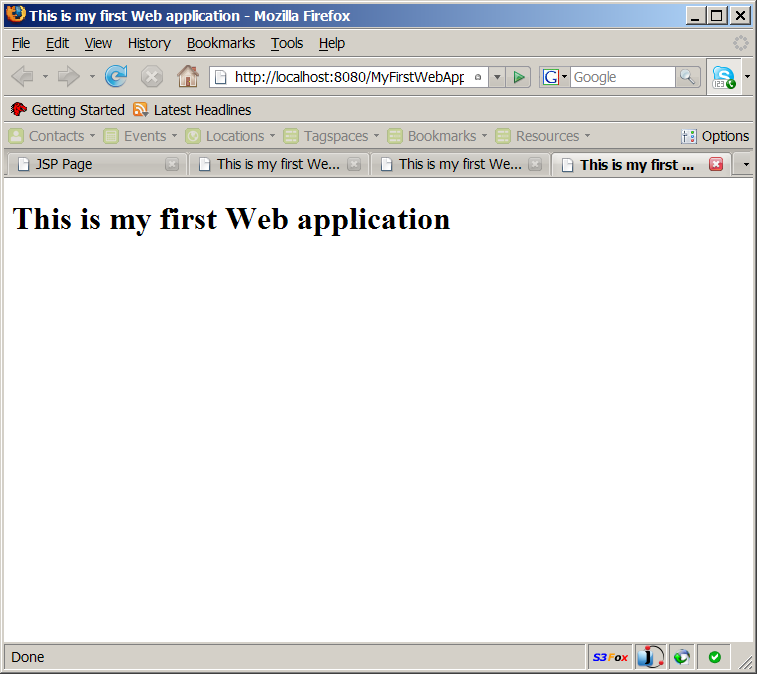 This is my first Web application - Mozilla Firefox
File Edit View History Bookmarks Tools Help
http://localhost:8080/MyFirstWebApp Google
Getting Started Latest Headlines
Contacts Events Locations Tagspaces Bookmarks Resources Options
JSP Page This is my first We... This is my first We... This is my first ...
This is my first Web application
Done S3Fox